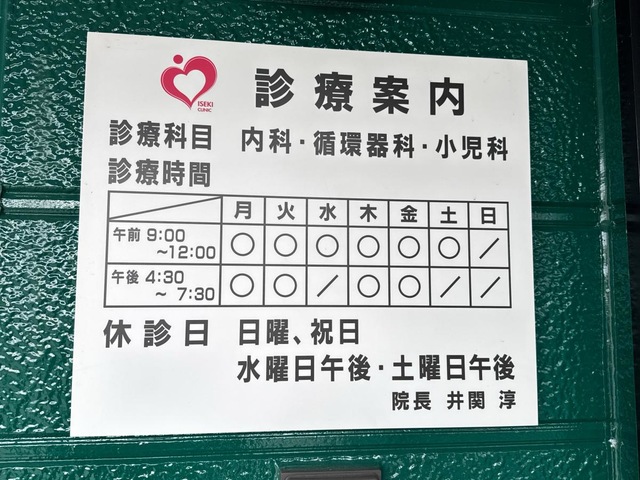 ISEKI
CLINIC
診療案内
診療科目 内科・循環器科・小児科
診療時間
月 火 水 木 金 土 日
午前 9:00
~12:00 ○ ○ ○ ○ ○ ○ /
午後 4:30
~ 7:30 ○ ○ / ○ ○ / /
休診日 日曜、祝日
水曜日午後・土曜日午後
院長 井関 淳